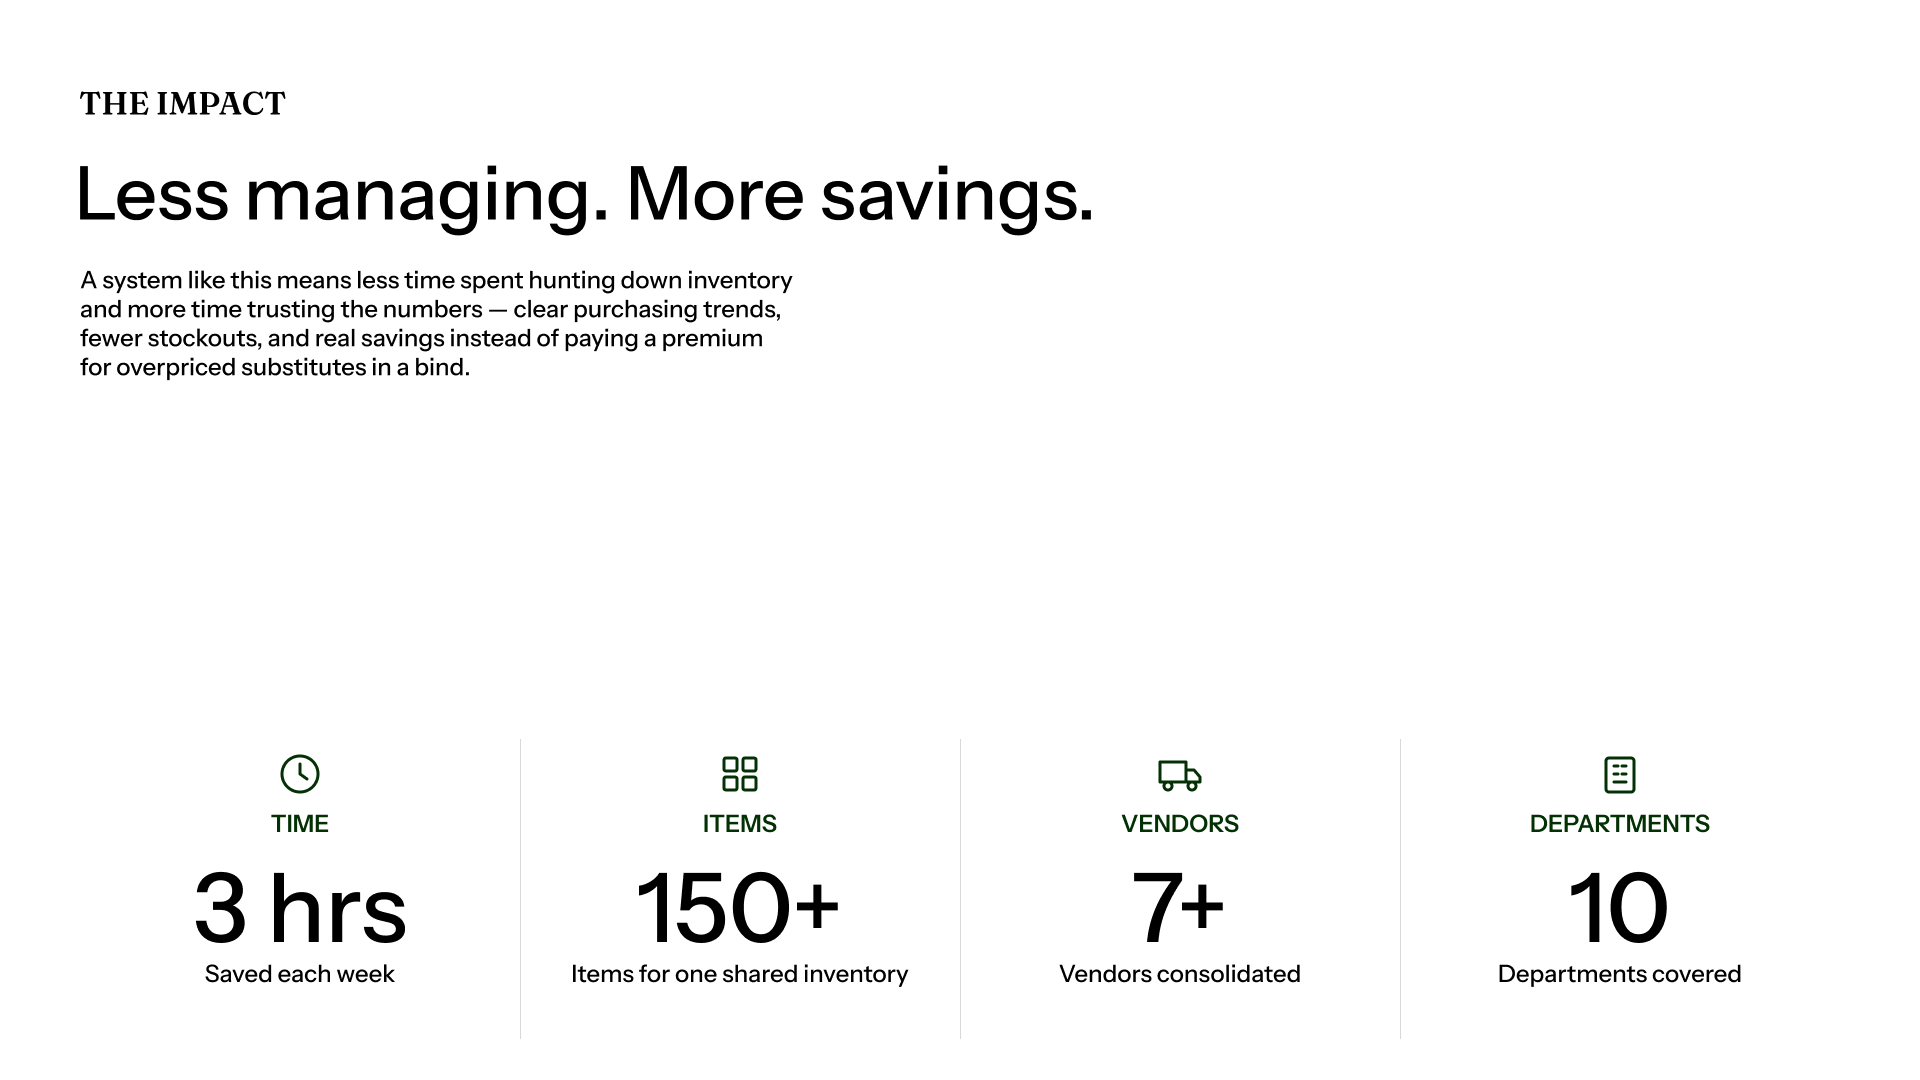 THE IMPACT
Less managing. More savings.
A system like this means less time spent hunting down inventory
and more time trusting the numbers — clear purchasing trends,
fewer stockouts, and real savings instead of paying a premium
for overpriced substitutes in a bind.
TIME
3 hrs
Saved each week
ITEMS
150+
Items for one shared inventory
VENDORS
7+
Vendors consolidated
DEPARTMENTS
10
Departments covered